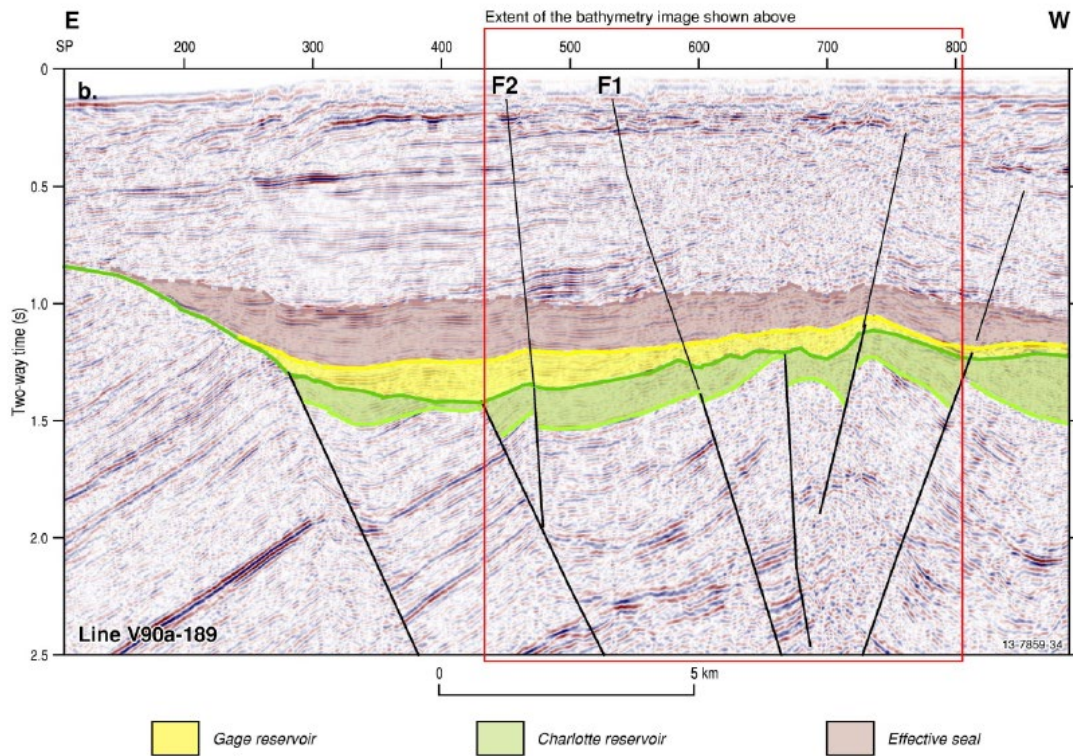 E
Extent of the bathymetry image shown above
W
SP 200 300 400 500 600 700 800
0
b.
F2
F1
0.5
1.0
1.5
2.0
2.5
Two-way time (s)
Line V90a-189
13-7859-34
0 5 km
Gage reservoir
Charlotte reservoir
Effective seal